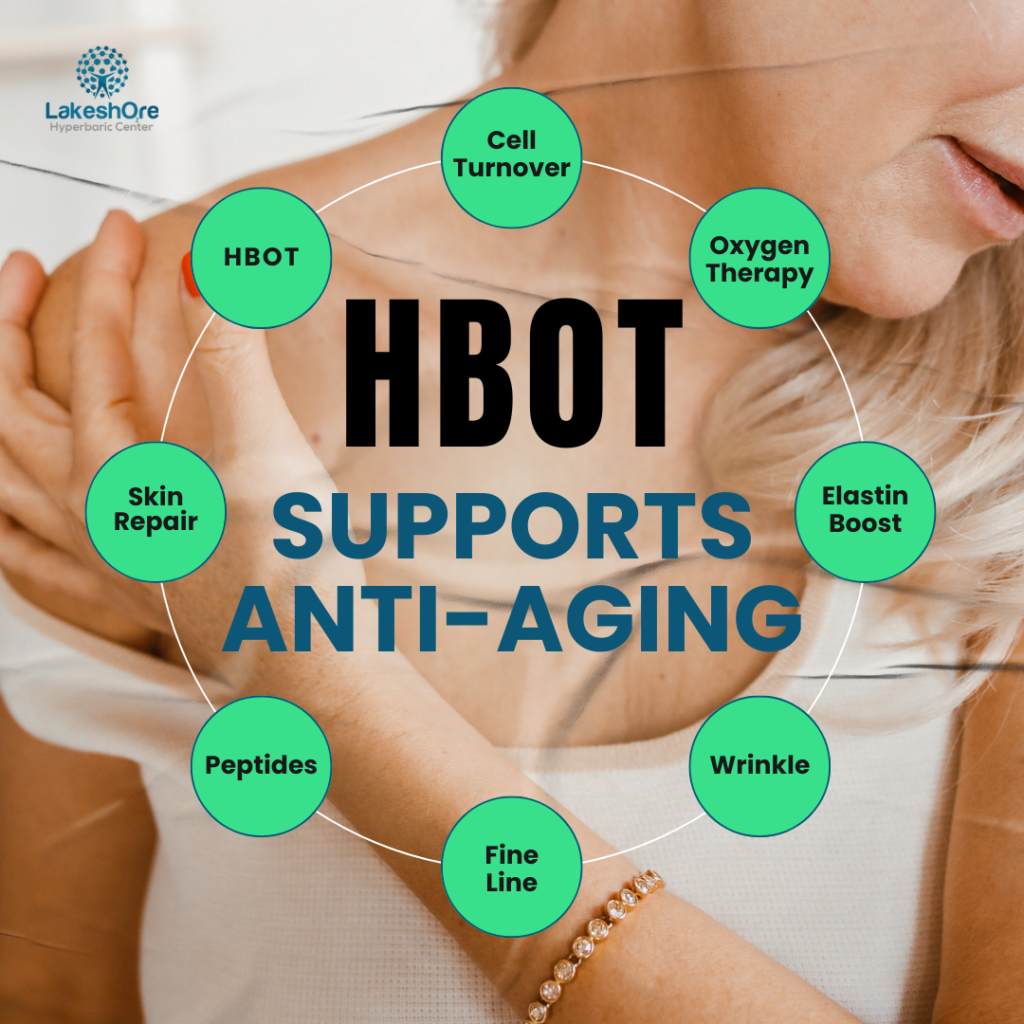 LakeshOre
Hyperbaric Center
Cell
Turnover
HBOT
Oxygen
Therapy
HBOT
Skin
Repair
SUPPORTS
ANTI-AGING
Elastin
Boost
Peptides
Wrinkle
Fine
Line